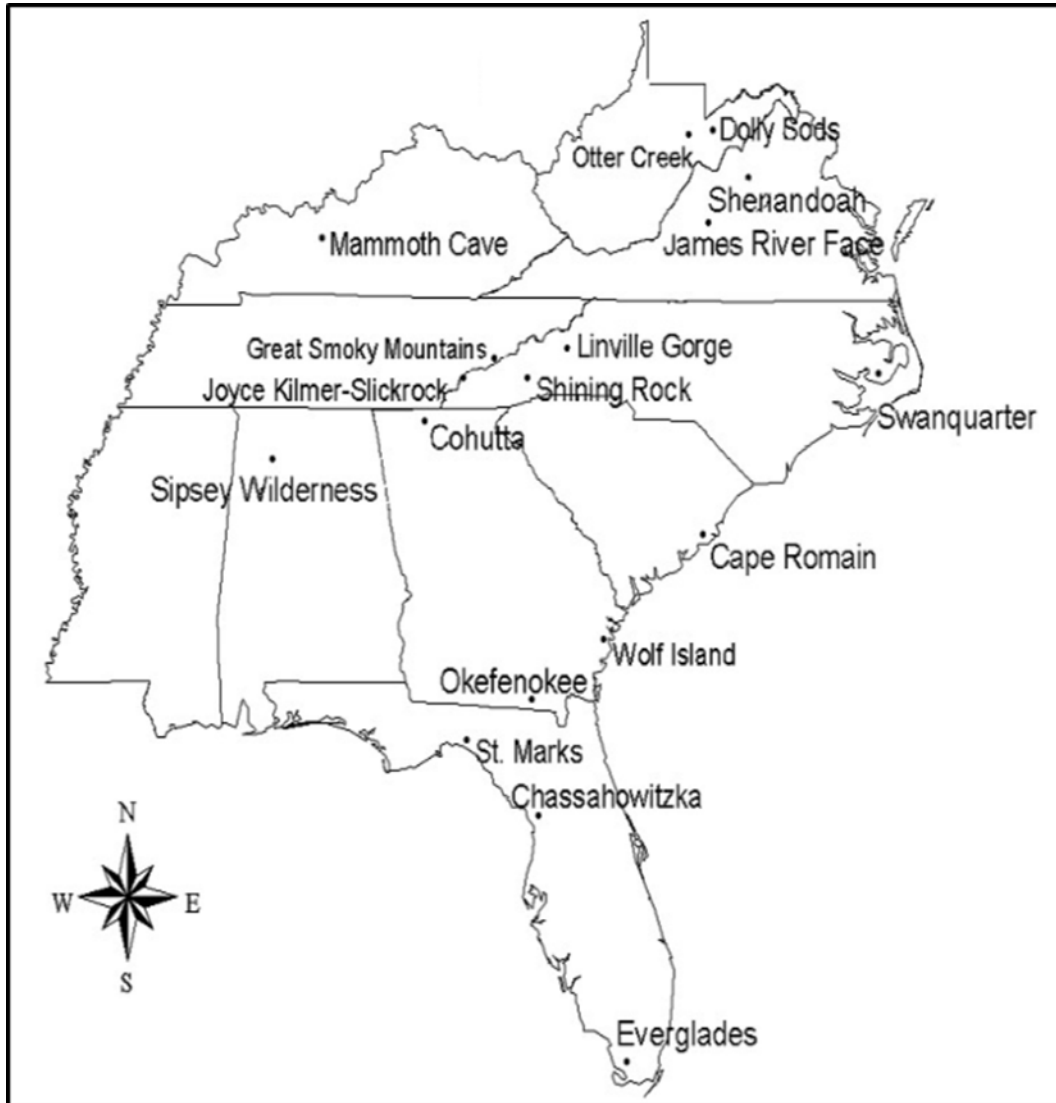 Dolly Sods
Otter Creek
Shenandoah
James River Face
Mammoth Cave
Great Smoky Mountains
Linville Gorge
Joyce Kilmer-Slickrock
Shining Rock
Swanquarter
Cohutta
Sipsey Wilderness
Cape Romain
Wolf Island
Okefenokee
St. Marks
Chassahowitzka
N
W
E
S
Everglades